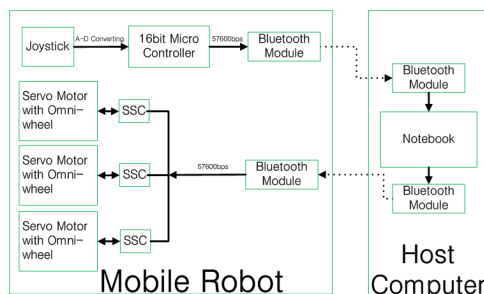 Joystick
A-D Converting
16bit Micro
Controller
57600bps
Bluetooth
Module
Bluetooth
Module
Servo Motor
with Omni-
wheel
SSC
Notebook
Servo Motor
with Omni-
wheel
SSC
57600bps
Bluetooth
Module
Bluetooth
Module
Servo Motor
with Omni-
wheel
SSC
Mobile Robot
Host
Computer